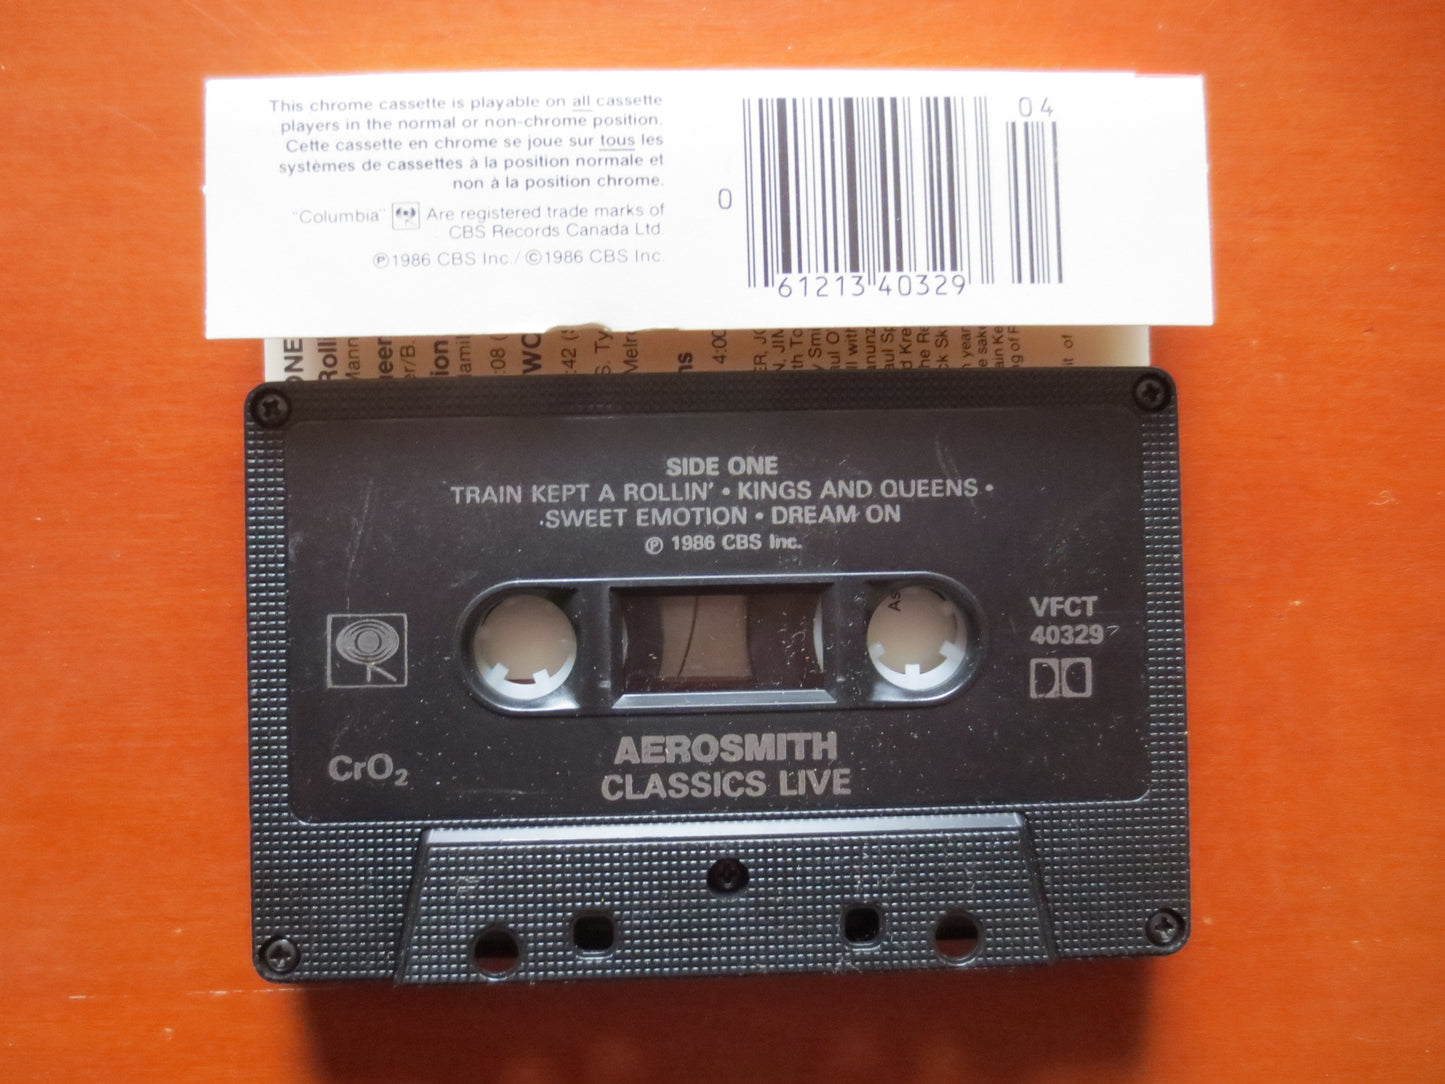 This chrome cassette is playable on all cassette
players in the normal or non-chrome position.
Cette cassette en chrome se joue sur tous les
systèmes de cassettes à la position normale et
non à la position chrome.
"Columbia" Are registered trade marks of
CBS Records Canada Ltd.
℗1986 CBS Inc./©1986 CBS Inc.
04
0
61213 40329
SIDE ONE
TRAIN KEPT A ROLLIN' • KINGS AND QUEENS •
SWEET EMOTION • DREAM ON
℗ 1986 CBS Inc.
VFCT
40329
CrO₂
AEROSMITH
CLASSICS LIVE